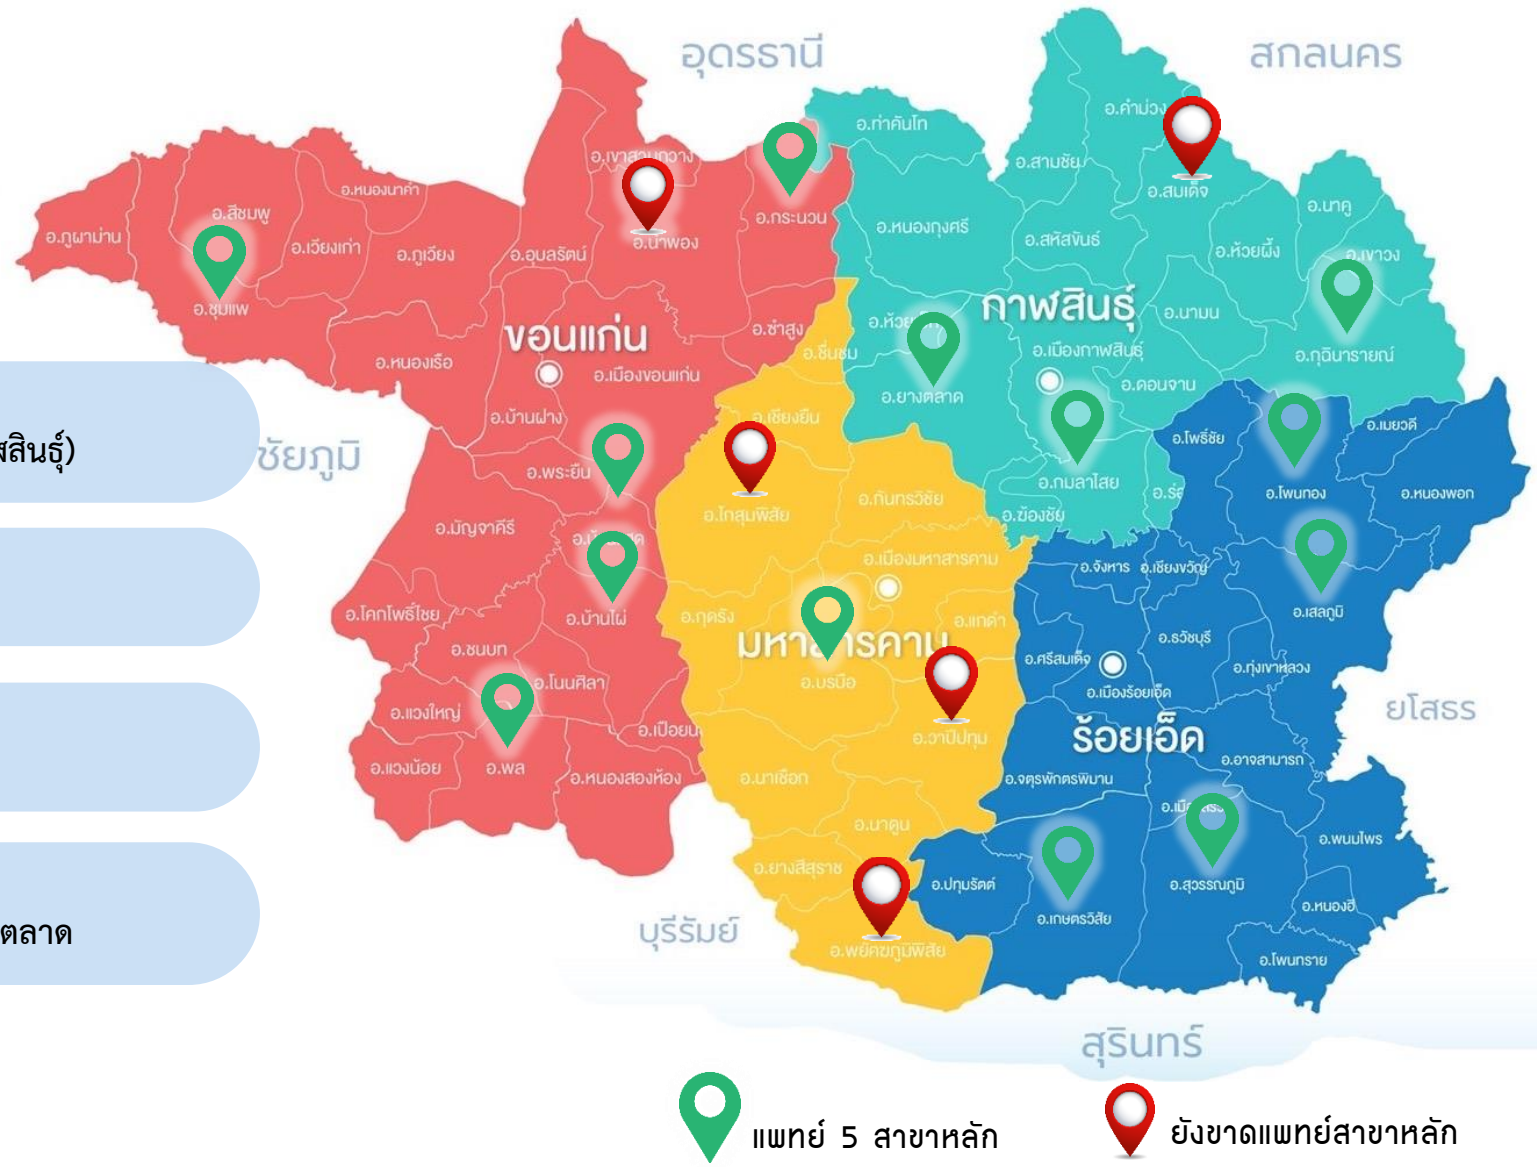 อุดรธานี
สกลนคร
อ.คำม่วง
อ.ท่าคันโท
อ.เขาสวนกวาง
อ.สามชัย
อ.หนองนาคำ
อ.สมเด็จ
อ.นาคู
อ.สีชมพู
อ.กระนวน
อ.หนองกุงศรี
อ.ภูผาม่าน
อ.เวียงเก่า
อ.ภูเวียง
อ.อุบลรัตน์
อ.น้ำพอง
อ.สหัสขันธ์
อ.ห้วยผึ้ง
อ.เขาวง
อ.ชุมแพ
กาฬสินธุ์
อ.นามน
ขอนแก่น
อ.ซำสูง
อ.ชื่นชม
อ.เมืองกาฬสินธุ์
อ.กุฉินารายณ์
อ.หนองเรือ
อ.เมืองขอนแก่น
อ.ยางตลาด
อ.ดอนจาน
อ.บ้านฝาง
อ.เชียงยืน
อ.โพธิ์ชัย
อ.เมยวดี
สสินธุ์)
ชัยภูมิ
อ.พระยืน
อ.กมลาไสย
อ.โพนทอง
อ.หนองพอก
อ.กันทรวิชัย
อ.โกสุมพิสัย
อ.ฆ้องชัย
อ.มัญจาคีรี
อ.เมืองมหาสารคาม
อ.จังหาร
อ.เชียงขวัญ
อ.โคกโพธิ์ไชย
อ.บ้านไผ่
อ.กุดรัง
อ.แกดำ
อ.เสลภูมิ
มหาสารคาม
อ.ธวัชบุรี
อ.ชนบท
อ.ศรีสมเด็จ
อ.ทุ่งเขาหลวง
อ.โนนศิลา
อ.บรบือ
อ.เมืองร้อยเอ็ด
อ.แวงใหญ่
ยโสธร
อ.วาปีปทุม
ร้อยเอ็ด
อ.แวงน้อย
อ.พล
อ.หนองสองห้อง
อ.นาเชือก
อ.จตุรพักตรพิมาน
อ.อาจสามารถ
อ.นาดูน
อ.พนมไพร
อ.ยางสีสุราช
อ.ปทุมรัตต์
อ.สุวรรณภูมิ
อ.หนองฮี
อ.เกษตรวิสัย
บุรีรัมย์
ตลาด
อ.พยัคฆภูมิพิสัย
อ.โพนทราย
สุรินทร์
แพทย์ 5 สาขาหลัก
ยังขาดแพทย์สาขาหลัก